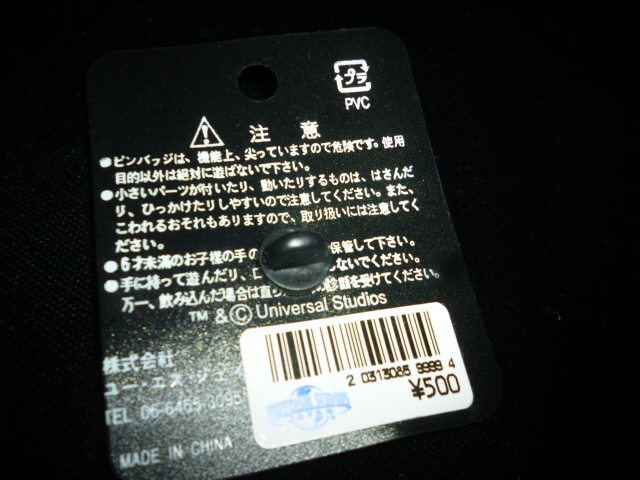 プラ
PVC
注意
●ピンバッジは、機能上、尖っていますので危険です。使用
目的以外は絶対に遊ばないで下さい。
●小さいパーツが付いたり、動いたりするものは、はさんだ
り、ひっかけたりしやすいので注意してください。また、
こわれるおそれもありますので、取り扱いには注意してく
ださい。
●6才未満のお子様の手の 保管して下さい。
●手に持って遊んだり、 しないでください。
万一、飲み込んだ場合は直 診断を受けてください。
™ & © Universal Studios
株式会社
ユー・エス・ジェイ
TEL 06-6465-
MADE IN CHINA
2 0313085 9999 4
¥500
UNIVERSAL STUDIOS
JAPAN